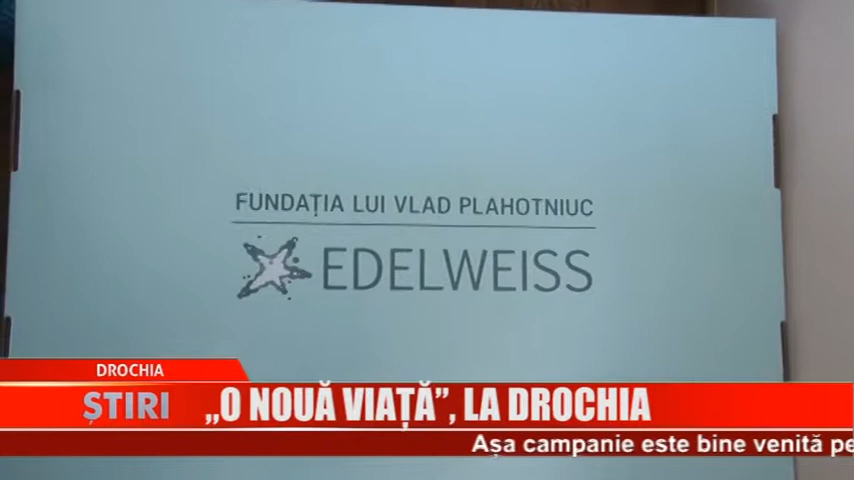 FUNDAȚIA LUI VLAD PLAHOTNIUC
EDELWEISS
DROCHIA
ȘTIRI
„O NOUĂ VIAȚĂ”, LA DROCHIA
Așa campanie este bine venită pe